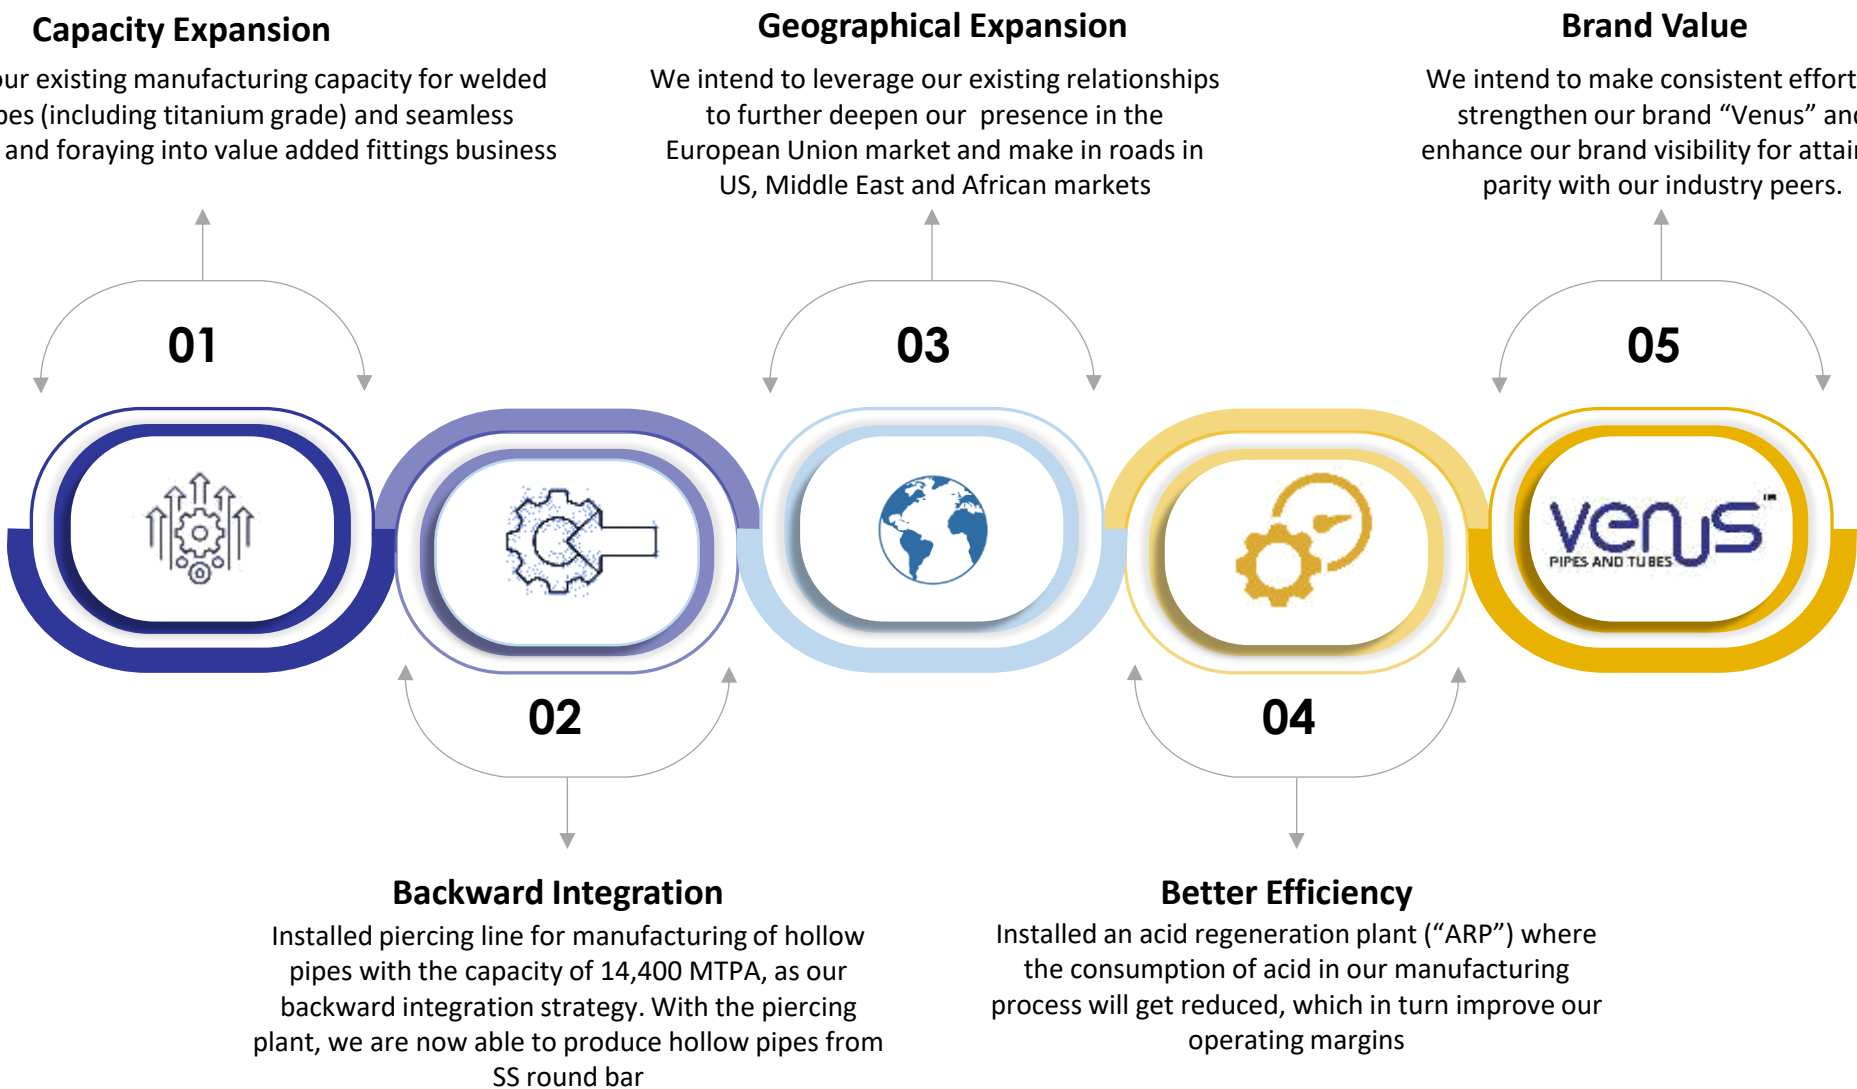 Capacity Expansion
our existing manufacturing capacity for welded
(including titanium grade) and seamless
and foraying into value added fittings business
01
Backward Integration
Installed piercing line for manufacturing of hollow
pipes with the capacity of 14,400 MTPA, as our
backward integration strategy. With the piercing
plant, we are now able to produce hollow pipes from
SS round bar
02
Geographical Expansion
We intend to leverage our existing relationships
to further deepen our presence in the
European Union market and make in roads in
US, Middle East and African markets
03
Better Efficiency
Installed an acid regeneration plant (“ARP”) where
the consumption of acid in our manufacturing
process will get reduced, which in turn improve our
operating margins
04
Brand Value
We intend to make consistent
strengthen our brand “Venus”
enhance our brand visibility for
parity with our industry peers.
05
venus™
PIPES AND TUBES